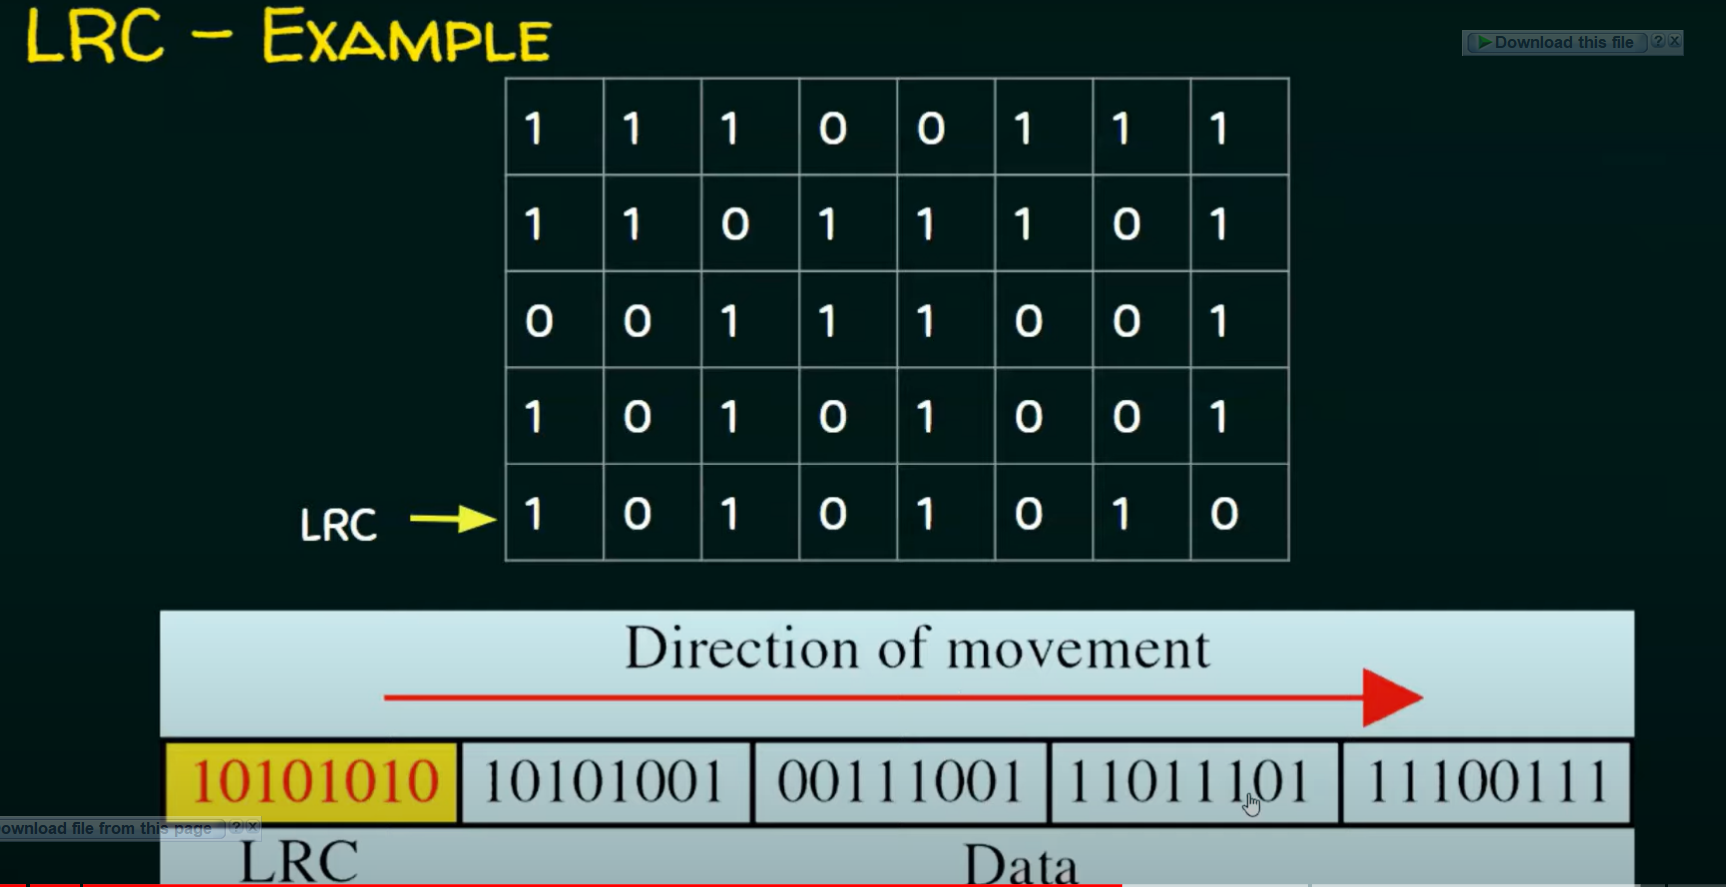 LRC – EXAMPLE
Download this file ? X
1 1 1 0 0 1 1 1
1 1 0 1 1 1 0 1
0 0 1 1 1 0 0 1
1 0 1 0 1 0 0 1
LRC 1 0 1 0 1 0 1 0
Direction of movement
10101010 10101001 00111001 11011101 11100111
ownload file from this page ? X
LRC Data